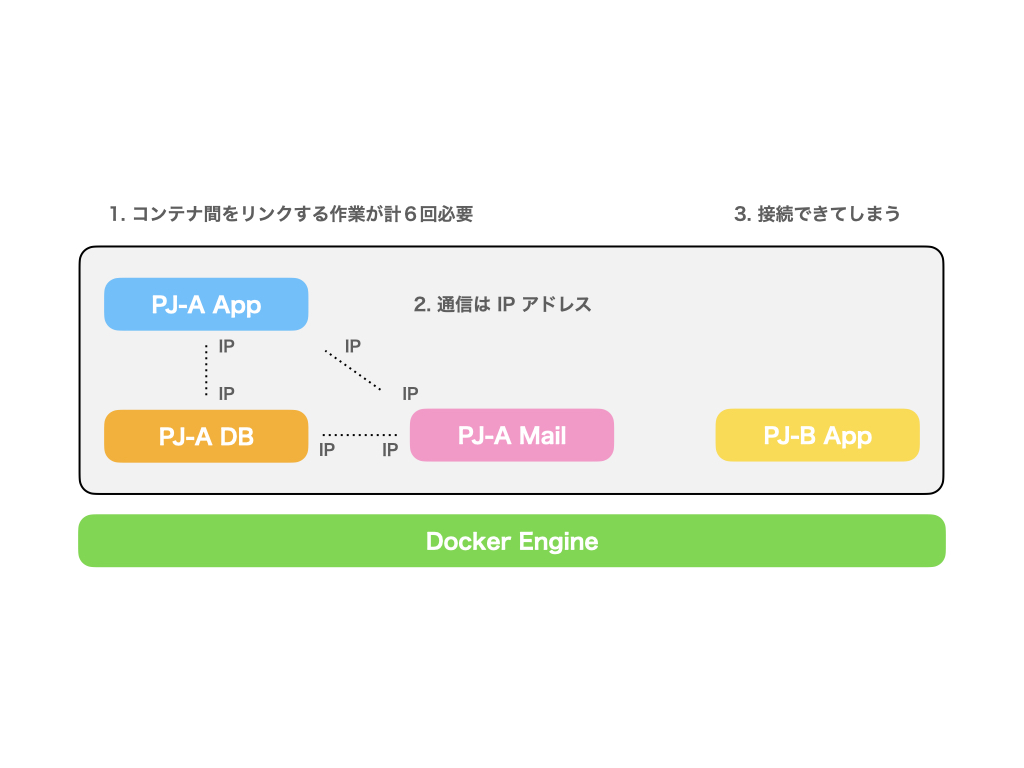 1. コンテナ間をリンクする作業が計６回必要
3. 接続できてしまう
PJ-A App
2. 通信は IP アドレス
IP
IP
IP
IP
PJ-A DB
PJ-A Mail
PJ-B App
IP
IP
Docker Engine